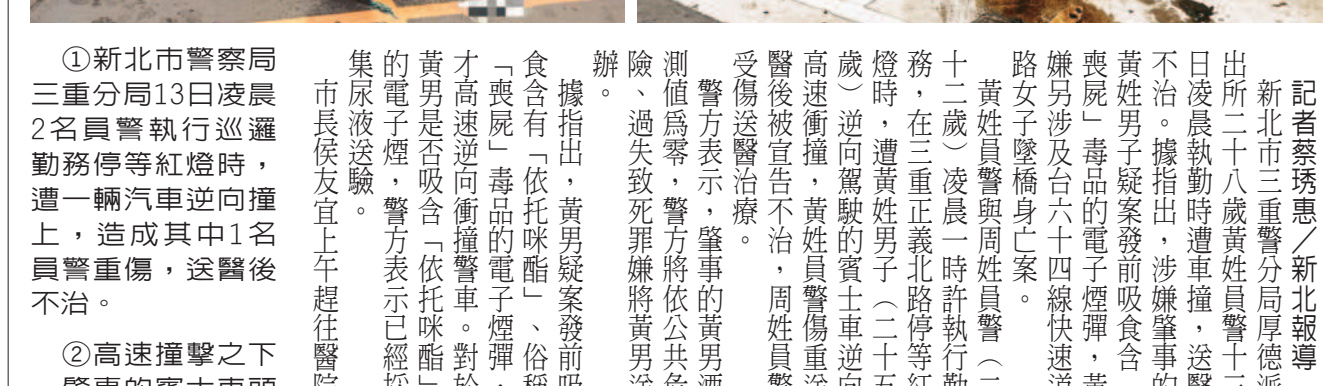 記者蔡琇惠／新北報導
新北市三重警分局厚德派
出所二十八歲黃姓員警十三
日凌晨執勤時遭車撞，送醫
不治。據指出，涉嫌肇事的
黃姓男子疑案發前吸食含
喪屍」毒品的電子煙彈，黃
嫌另涉及台六十四線快速道
路女子墜橋身亡案。
黃姓員警與周姓員警（二
十二歲）凌晨一時許執行勤
務，在三重正義北路停等紅
燈時，遭黃姓男子（二十五
歲）逆向駕駛的賓士車逆向
高速衝撞，黃姓員警傷重送
醫後被宣告不治，周姓員警
受傷送醫治療。
警方表示，肇事的黃男酒
測值爲零，警方將依公共危
險、過失致死罪嫌將黃男送
辦。
據指出，黃男疑案發前吸
食含有「依托咪酯」、俗稱
「喪屍」毒品的電子煙彈，
才高速逆向衝撞警車。對於
黃男是否吸含「依托咪酯」
的電子煙，警方表示已經採
集尿液送驗。
市長侯友宜上午趕往醫院
①新北市警察局
三重分局13日凌晨
2名員警執行巡邏
勤務停等紅燈時，
遭一輛汽車逆向撞
上，造成其中1名
員警重傷，送醫後
不治。
②高速撞擊之下
肇事的賓士車頭